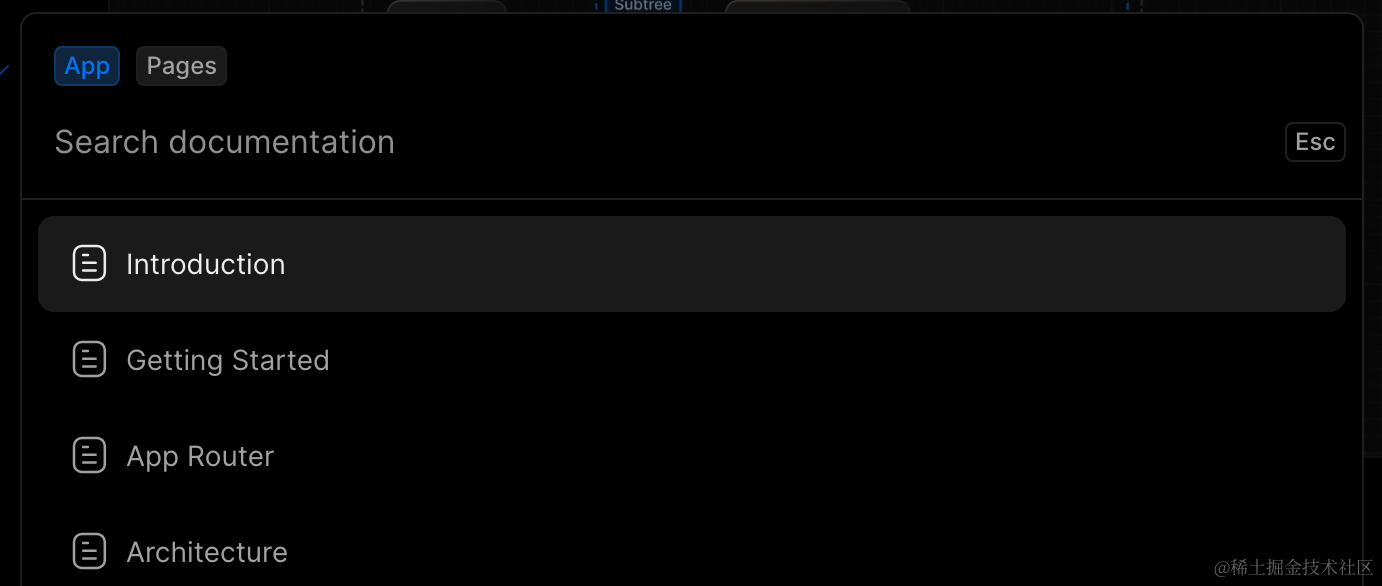 Subtree
App Pages
Search documentation Esc
Introduction
Getting Started
App Router
Architecture
@稀土掘金技术社区